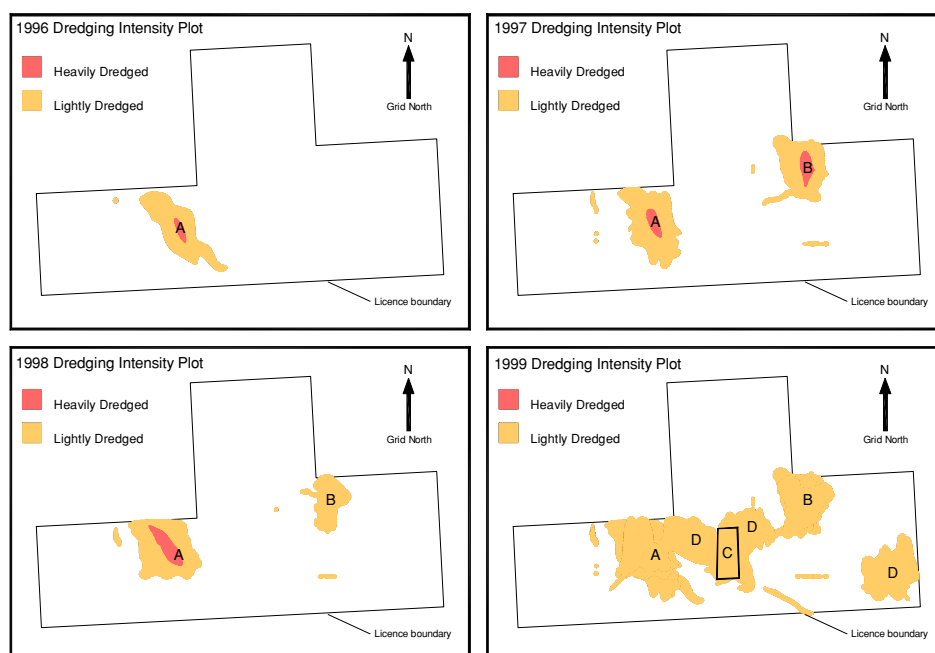 1996 Dredging Intensity Plot
N
Heavily Dredged
Lightly Dredged
Grid North
A
Licence boundary
1997 Dredging Intensity Plot
N
Heavily Dredged
Lightly Dredged
Grid North
B
A
Licence boundary
1998 Dredging Intensity Plot
N
Heavily Dredged
Lightly Dredged
Grid North
B
A
Licence boundary
1999 Dredging Intensity Plot
N
Heavily Dredged
Lightly Dredged
Grid North
B
D
D
A
C
D
Licence boundary